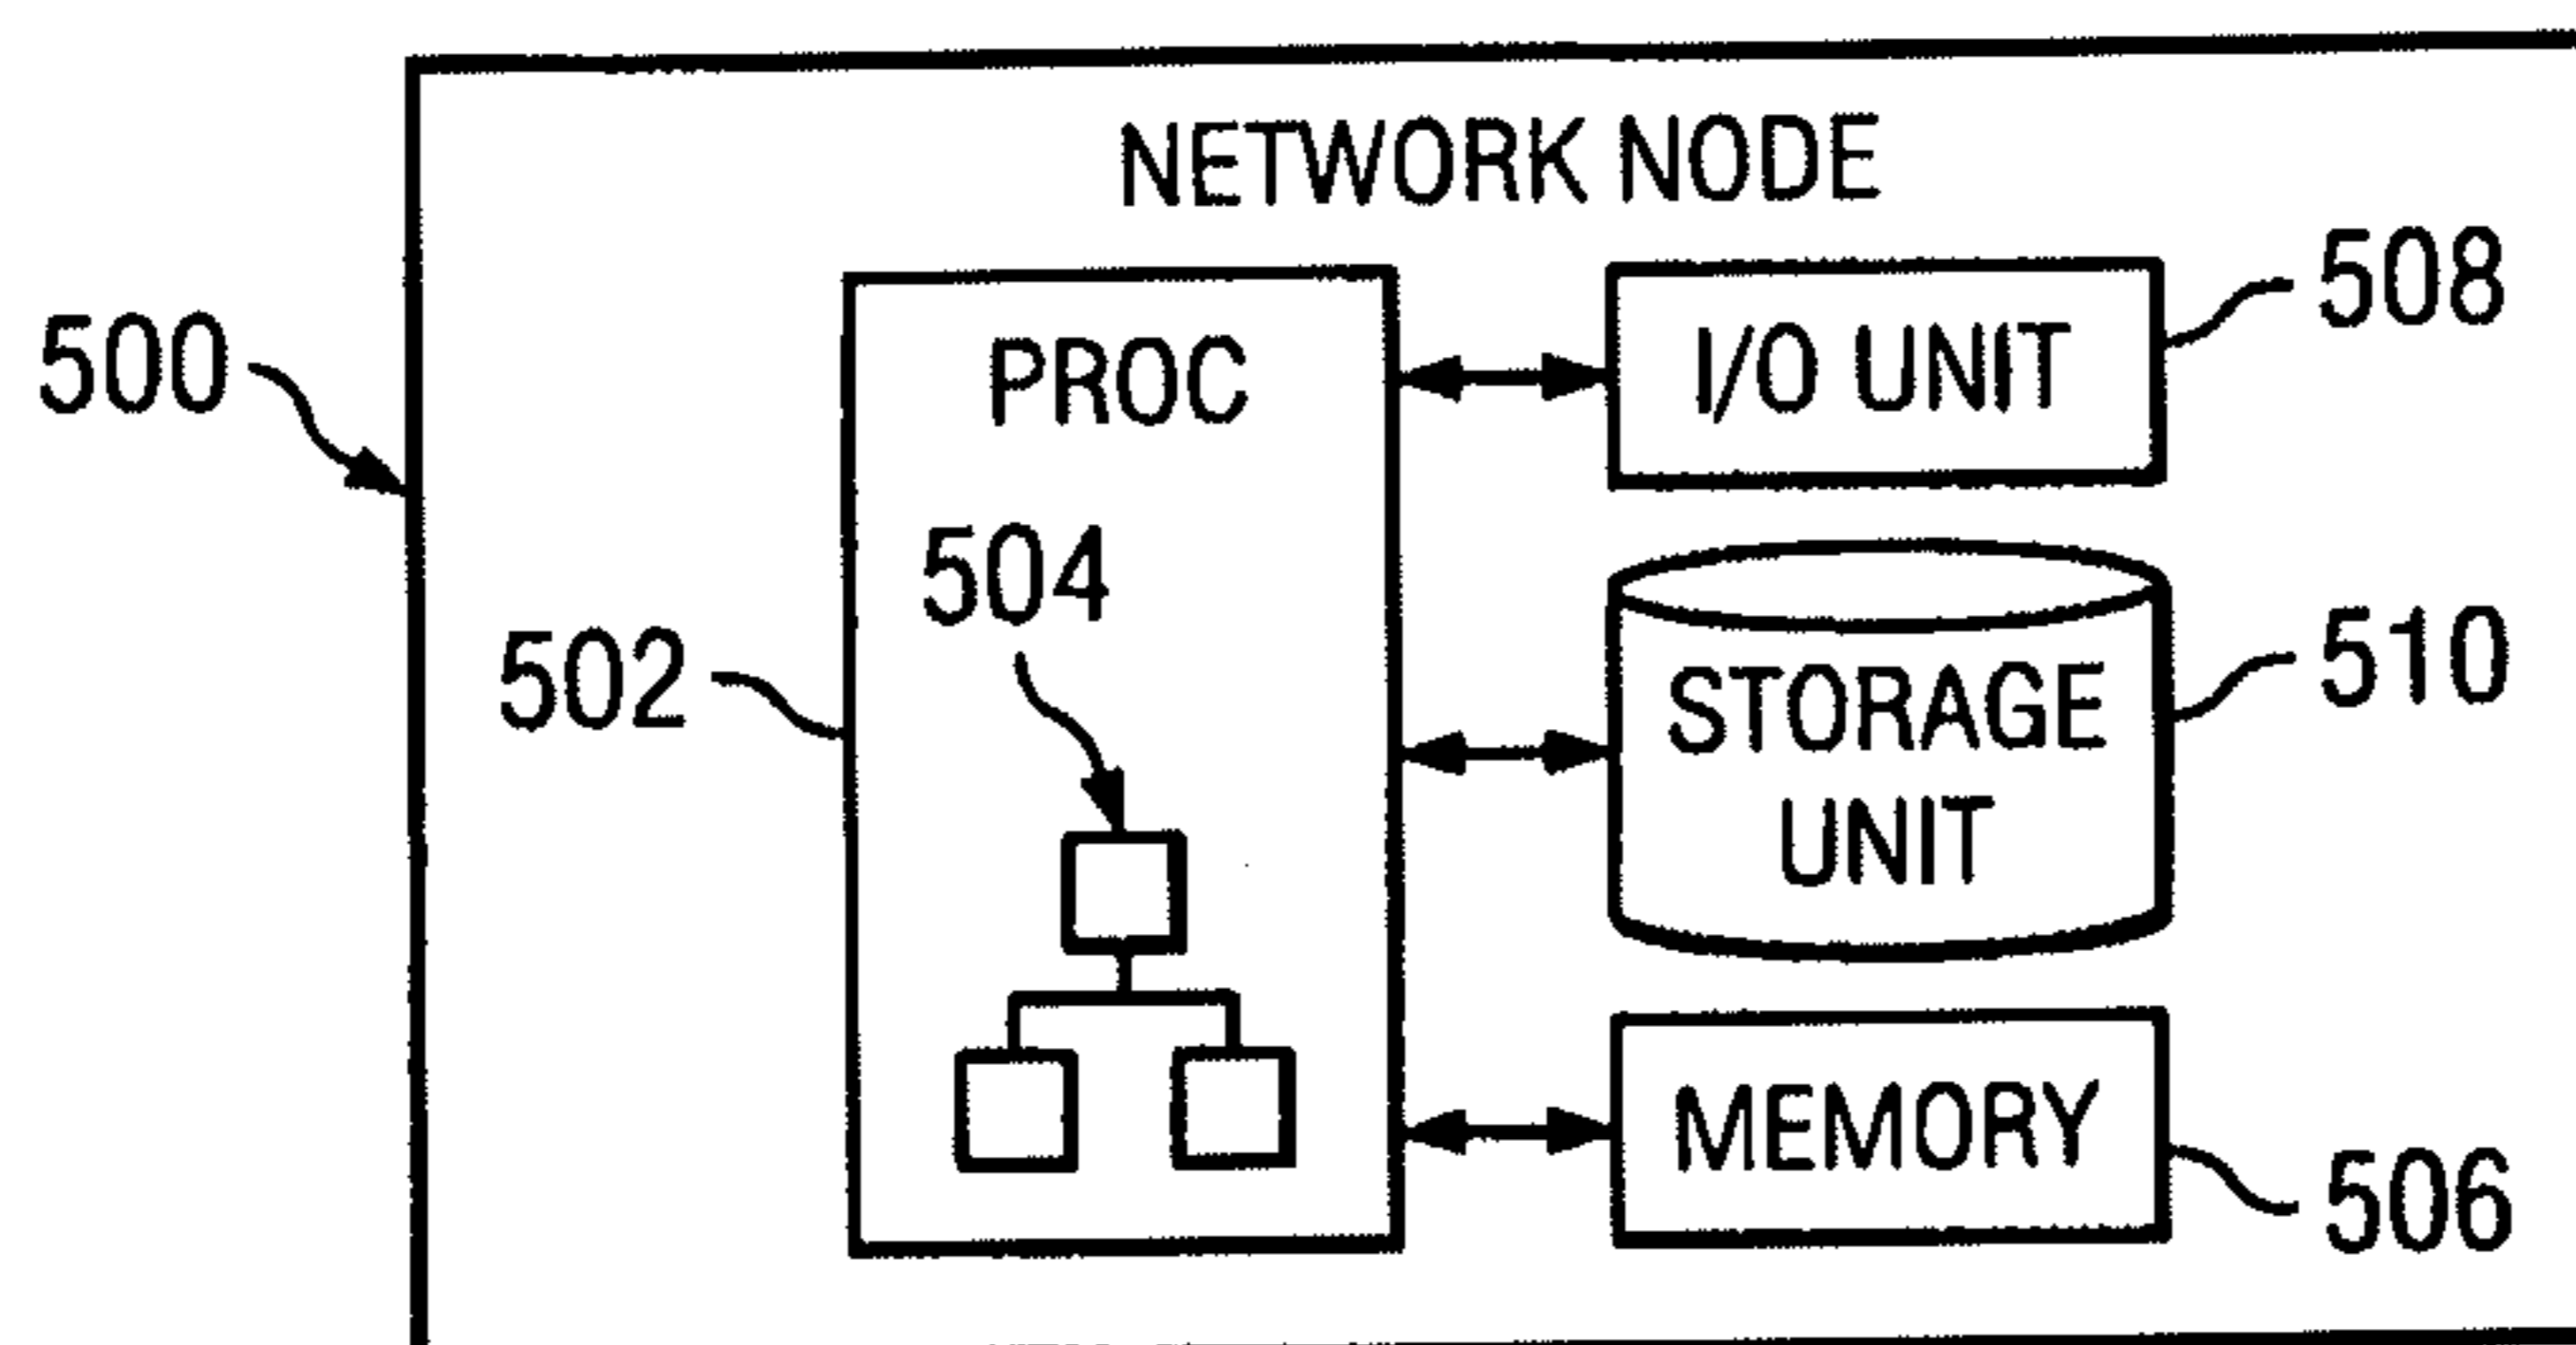 NETWORK NODE
500
PROC
I/O UNIT
508
504
502
STORAGE
UNIT
510
MEMORY
506